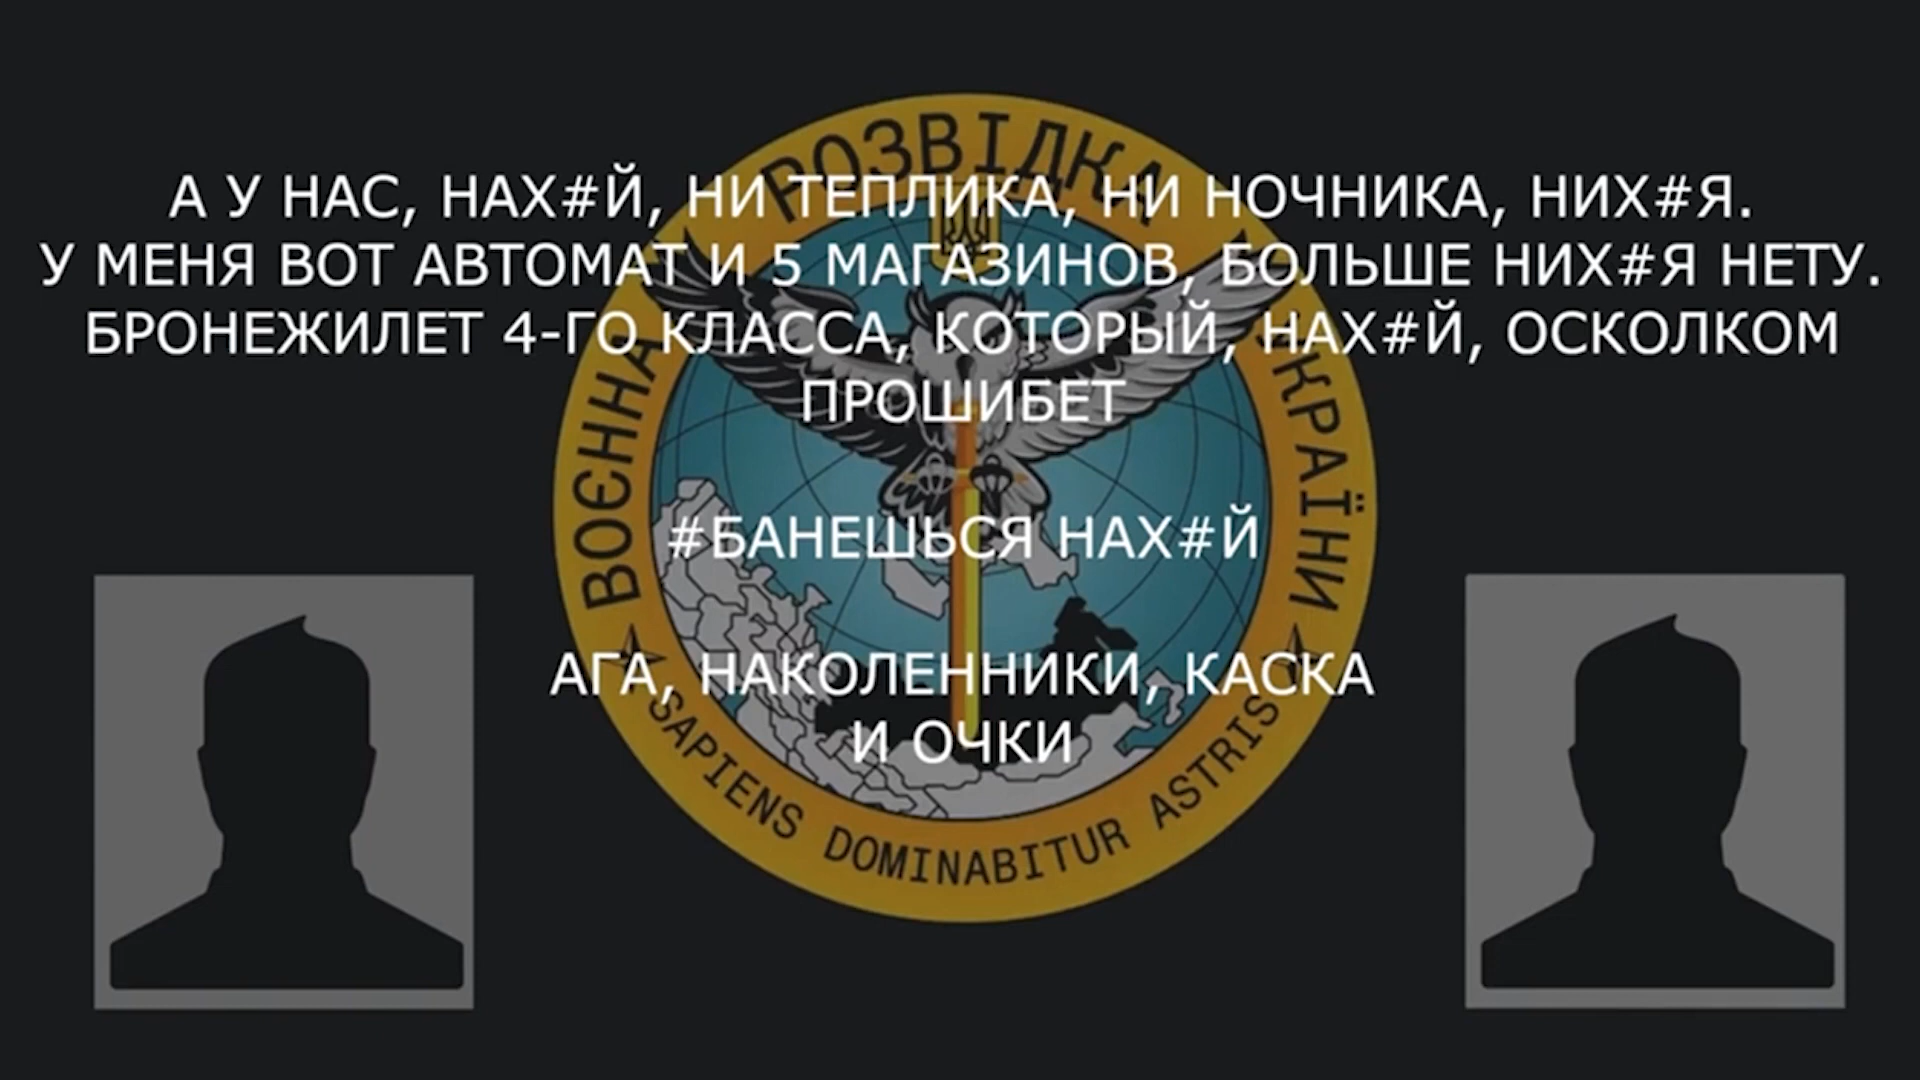 РОЗВІДКА
А У НАС, НАХ#Й, НИ ТЕПЛИКА, НИ НОЧНИКА, НИХ#Я.
У МЕНЯ ВОТ АВТОМАТ И 5 МАГАЗИНОВ, БОЛЬШЕ НИХ#Я НЕТУ.
БРОНЕЖИЛЕТ 4-ГО КЛАССА, КОТОРЫЙ, НАХ#Й, ОСКОЛКОМ
ПРОШИБЕТ
ВОЄННА
УКРАЇНИ
#БАНЕШЬСЯ НАХ#Й
АГА, НАКОЛЕННИКИ, КАСКА
И ОЧКИ
SAPIENS DOMINABITUR ASTRIS